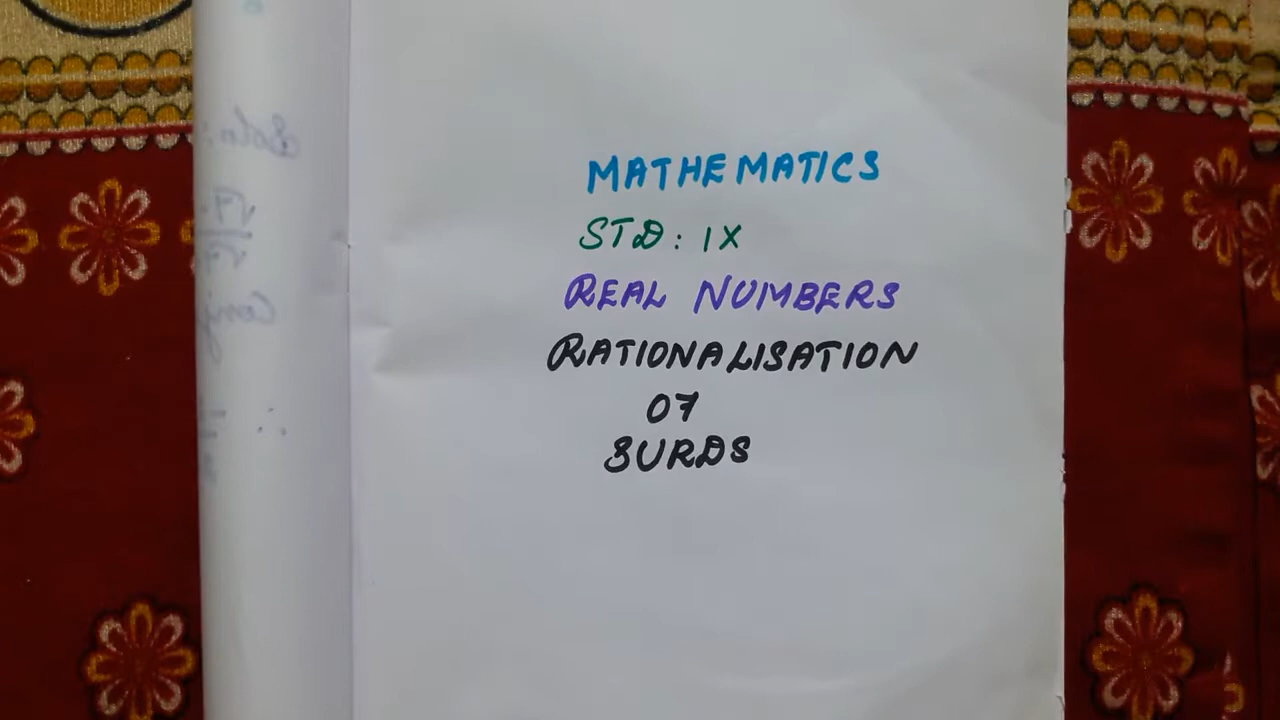 MATHEMATICS
STD: IX
REAL NUMBERS
RATIONALISATION
OF
SURDS